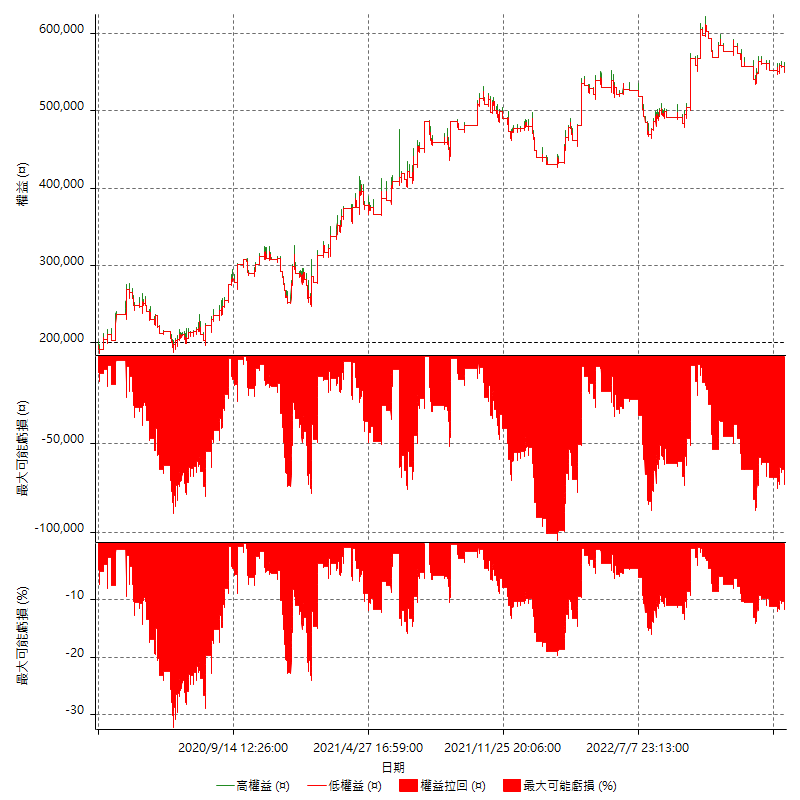 600,000
500,000
400,000
300,000
200,000
權益 (¤)
-50,000
-100,000
最大可能虧損 (¤)
-10
-20
-30
最大可能虧損 (%)
2020/9/14 12:26:00
2021/4/27 16:59:00
2021/11/25 20:06:00
2022/7/7 23:13:00
日期
高權益 (¤)
低權益 (¤)
權益拉回 (¤)
最大可能虧損 (%)